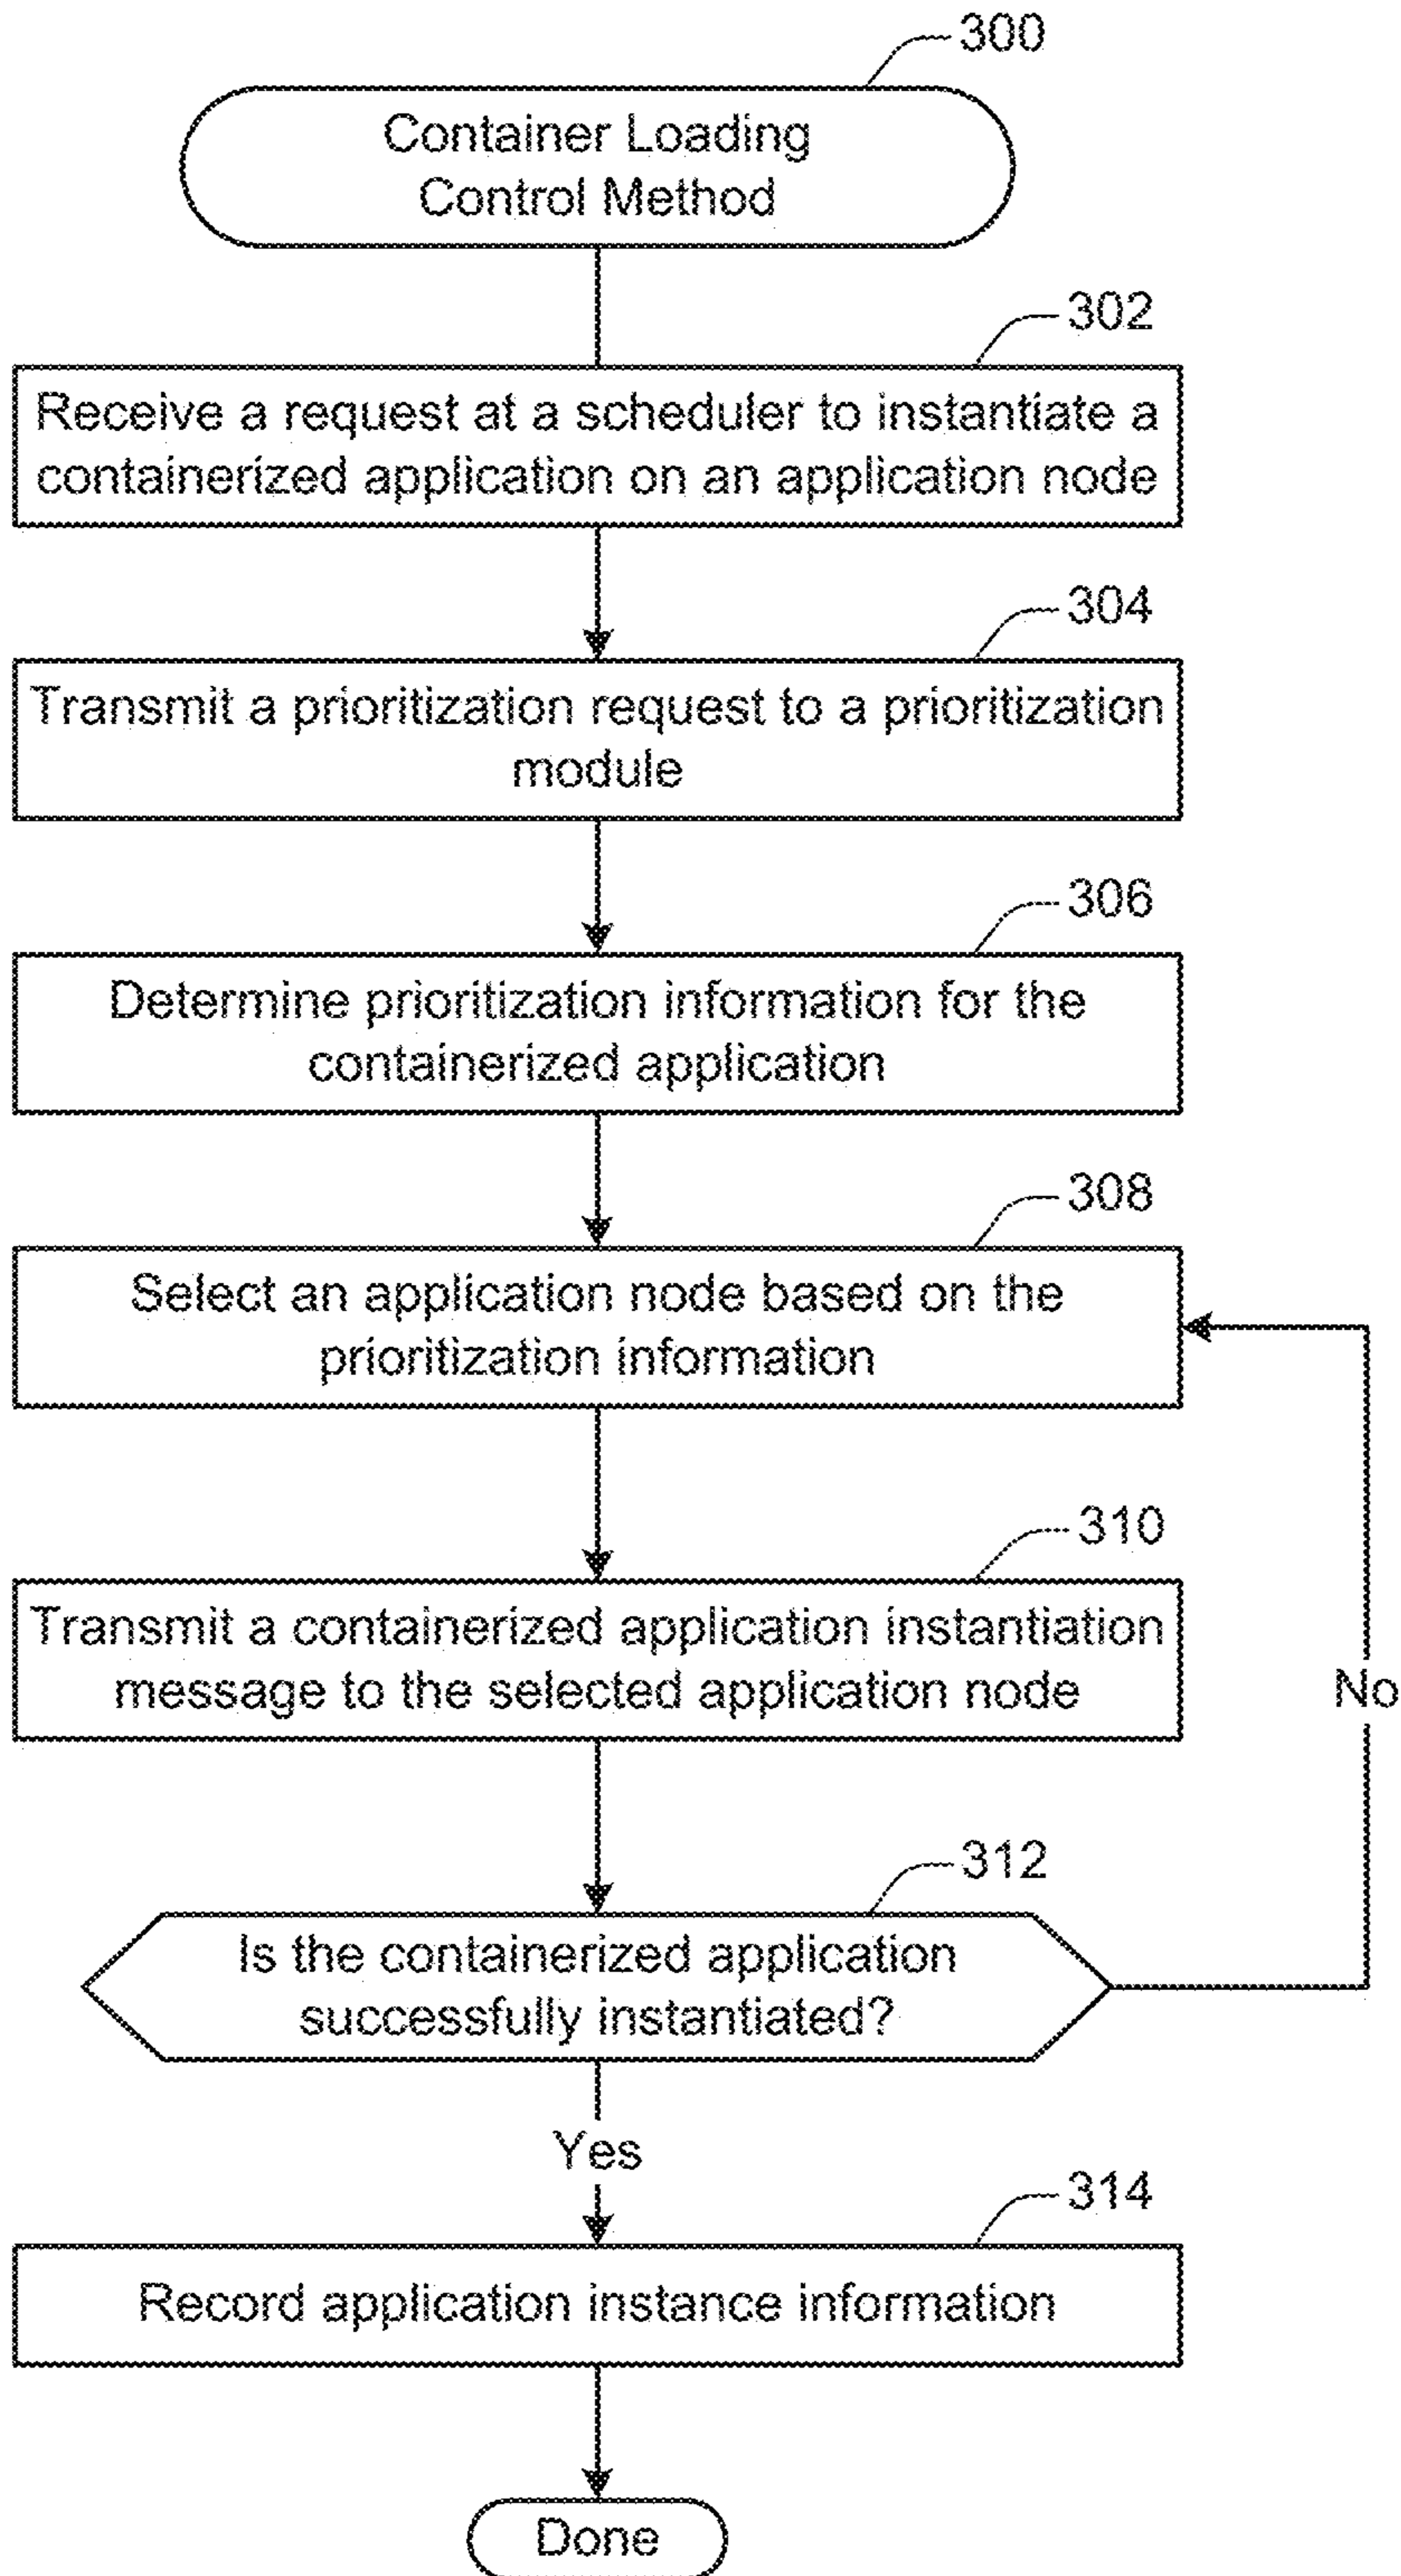 300
Container Loading
Control Method
302
Receive a request at a scheduler to instantiate a
containerized application on an application node
304
Transmit a prioritization request to a prioritization
module
306
Determine prioritization information for the
containerized application
308
Select an application node based on the
prioritization information
310
Transmit a containerized application instantiation
message to the selected application node
No
312
Is the containerized application
successfully instantiated?
Yes
314
Record application instance information
Done